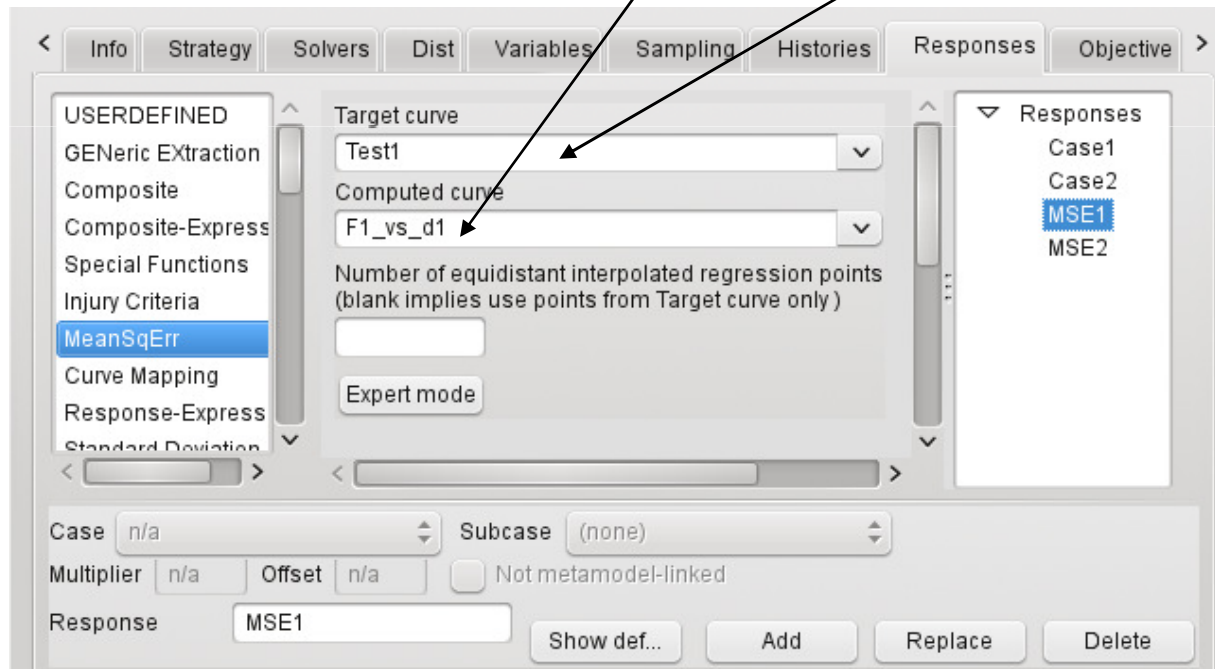 Info Strategy Solvers Dist Variables Sampling Histories Responses Objective
USERDEFINED
GENeric EXtraction
Composite
Composite-Express
Special Functions
Injury Criteria
MeanSqErr
Curve Mapping
Response-Express
Standard Deviation
Target curve
Test1
Computed curve
F1_vs_d1
Number of equidistant interpolated regression points
(blank implies use points from Target curve only )
Expert mode
Responses
Case1
Case2
MSE1
MSE2
Case n/a Subcase (none)
Multiplier n/a Offset n/a Not metamodel-linked
Response MSE1
Show def... Add Replace Delete